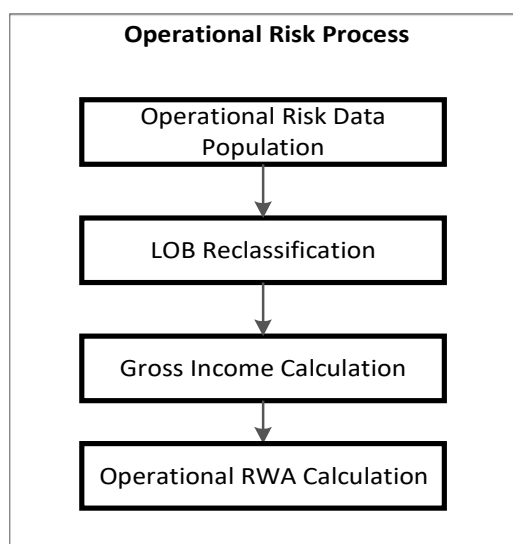 Operational Risk Process
Operational Risk Data
Population
LOB Reclassification
Gross Income Calculation
Operational RWA Calculation